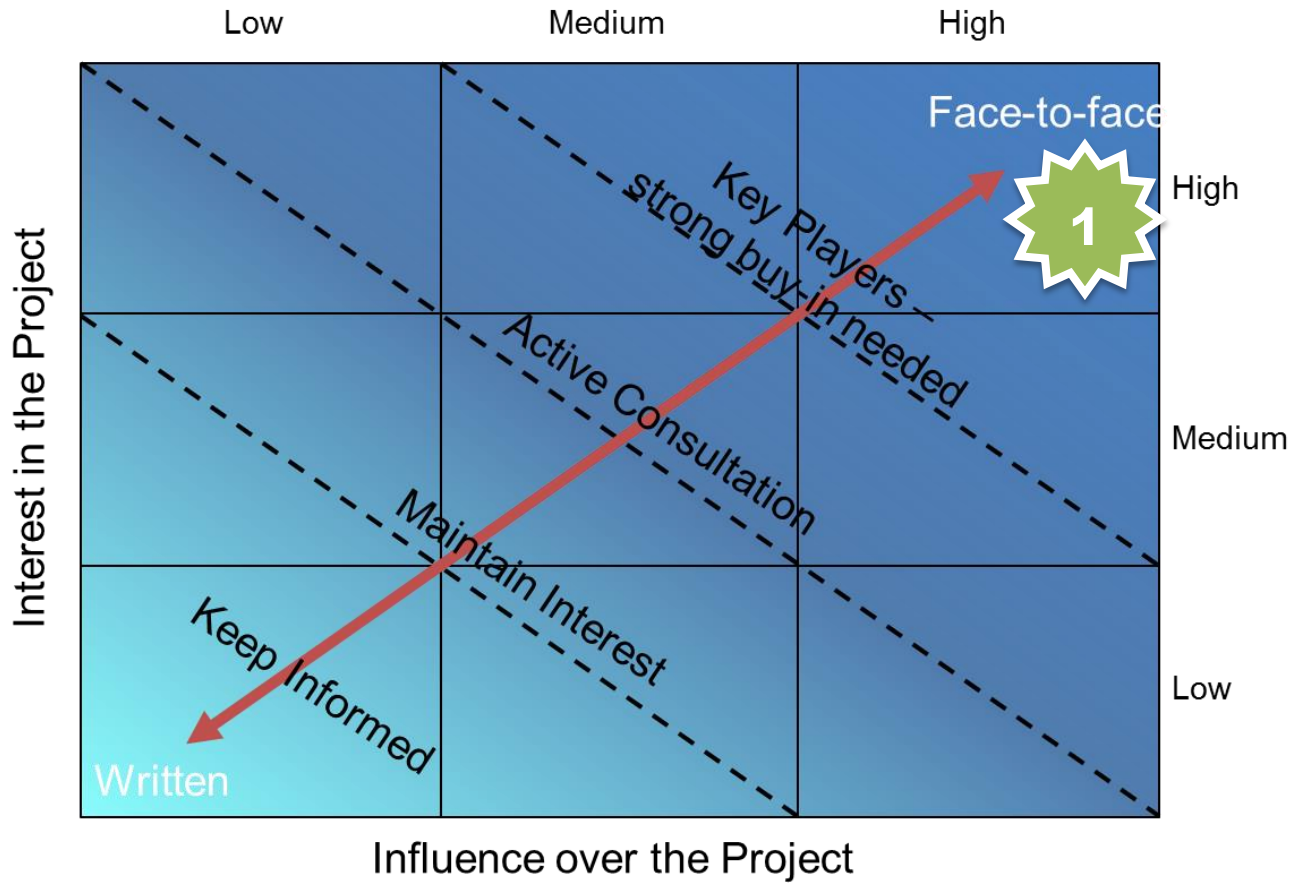 Low
Medium
High
Face-to-face
1
High
Key Players –
strong buy-in needed
Interest in the Project
Active Consultation
Medium
Maintain Interest
Keep Informed
Low
Written
Influence over the Project